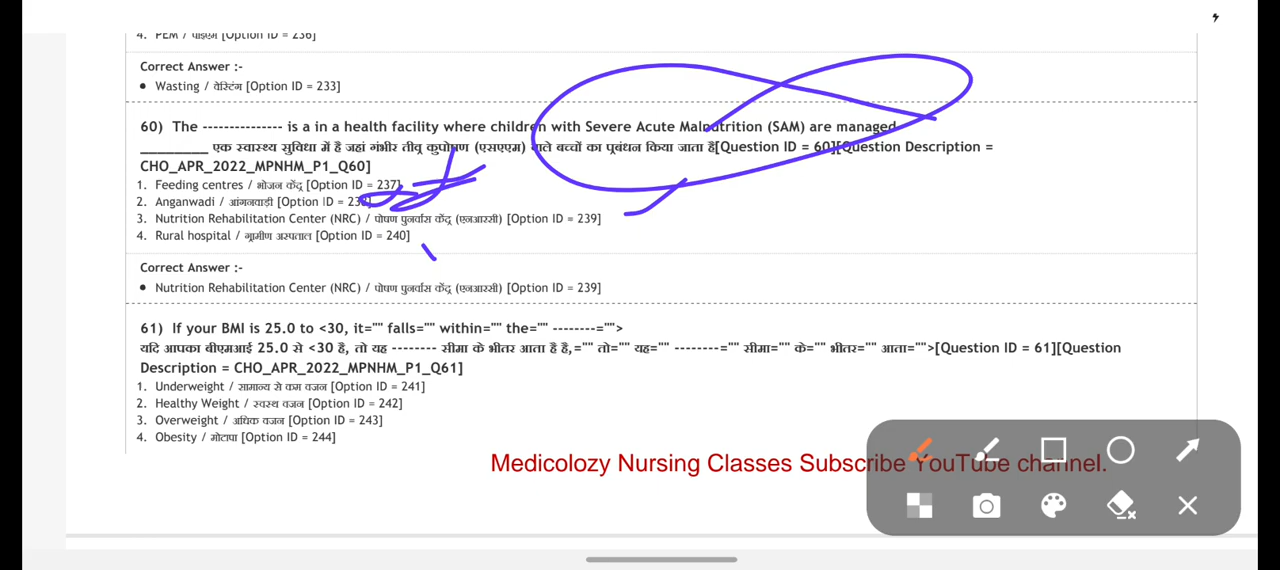 4. PEM / पीईएम [Option ID = 236]
Correct Answer :-
• Wasting / वेस्टिंग [Option ID = 233]
60) The --------------- is a in a health facility where children with Severe Acute Malnutrition (SAM) are managed
_________ एक स्वास्थ्य सुविधा में है जहां गंभीर तीव्र कुपोषण (एसएएम) वाले बच्चों का प्रबंधन किया जाता है[Question ID = 60][Question Description =
CHO_APR_2022_MPNHM_P1_Q60]
1. Feeding centres / भोजन केंद्र [Option ID = 237]
2. Anganwadi / आंगनवाड़ी [Option ID = 238]
3. Nutrition Rehabilitation Center (NRC) / पोषण पुनर्वास केंद्र (एनआरसी) [Option ID = 239]
4. Rural hospital / ग्रामीण अस्पताल [Option ID = 240]
Correct Answer :-
• Nutrition Rehabilitation Center (NRC) / पोषण पुनर्वास केंद्र (एनआरसी) [Option ID = 239]
61) If your BMI is 25.0 to <30, it="" falls="" within="" the="" --------="">
यदि आपका बीएमआई 25.0 से <30 है, तो यह -------- सीमा के भीतर आता है है,="" तो="" यह="" --------="" सीमा="" के="" भीतर="" आता="">[Question ID = 61][Question
Description = CHO_APR_2022_MPNHM_P1_Q61]
1. Underweight / सामान्य से कम वजन [Option ID = 241]
2. Healthy Weight / स्वस्थ वजन [Option ID = 242]
3. Overweight / अधिक वजन [Option ID = 243]
4. Obesity / मोटापा [Option ID = 244]
Medicolozy Nursing Classes Subscribe YouTube channel.